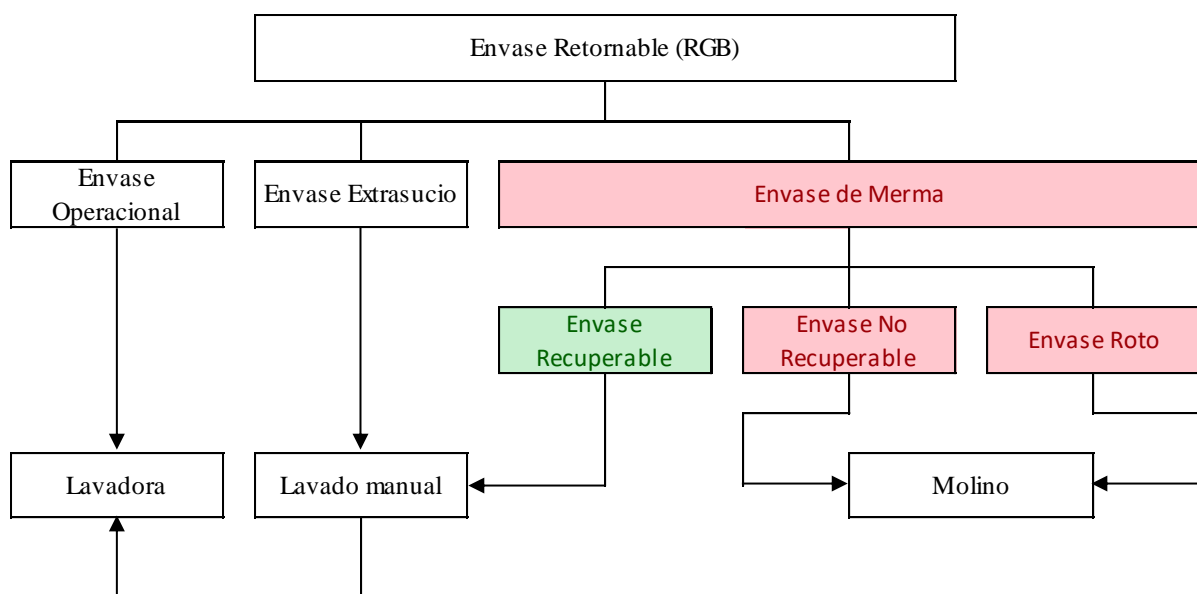 Envase Retornable (RGB)
Envase
Operacional
Envase Extrasucio
Envase de Merma
Envase
Recuperable
Envase No
Recuperable
Envase Roto
Lavadora
Lavado manual
Molino